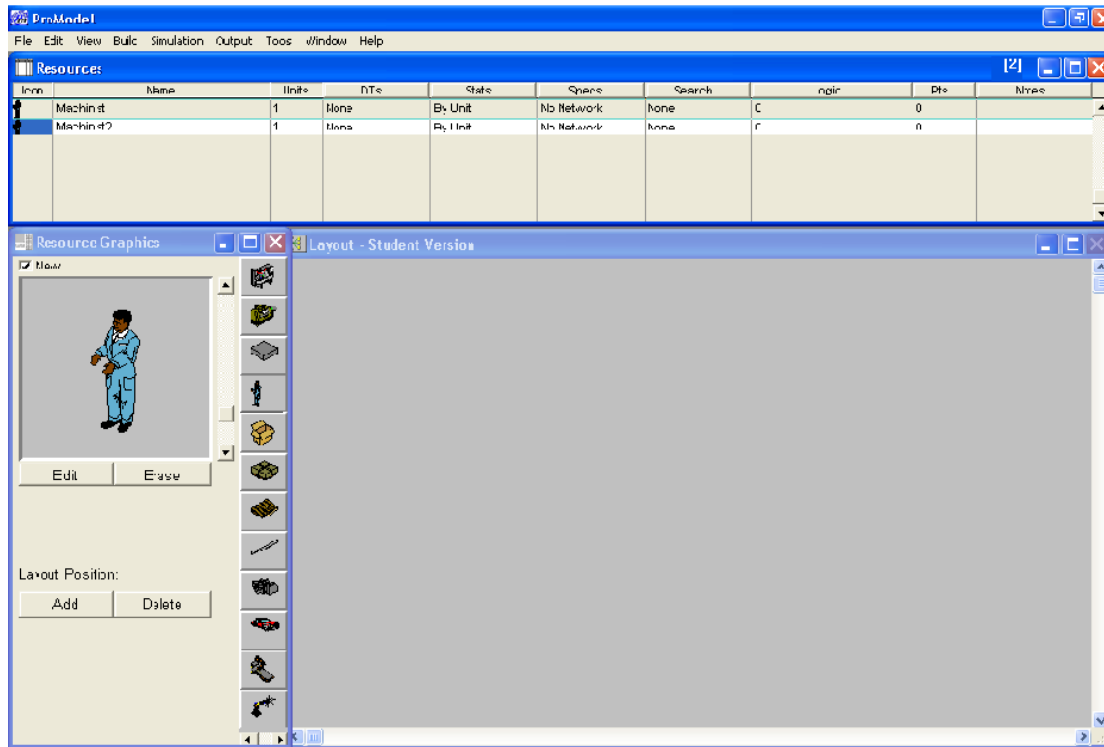 ProModel
File Edit View Build Simulation Output Tools Window Help
Resources [2]
Icon Name Units DTs Stats Specs Search Logic Pts Notes
Machinist 1 None By Unit No Network None 0 0
Machinist2 1 None By Unit No Network None 0 0
Resource Graphics
Layout - Student Version
New
Edit Erase
Layout Position:
Add Delete